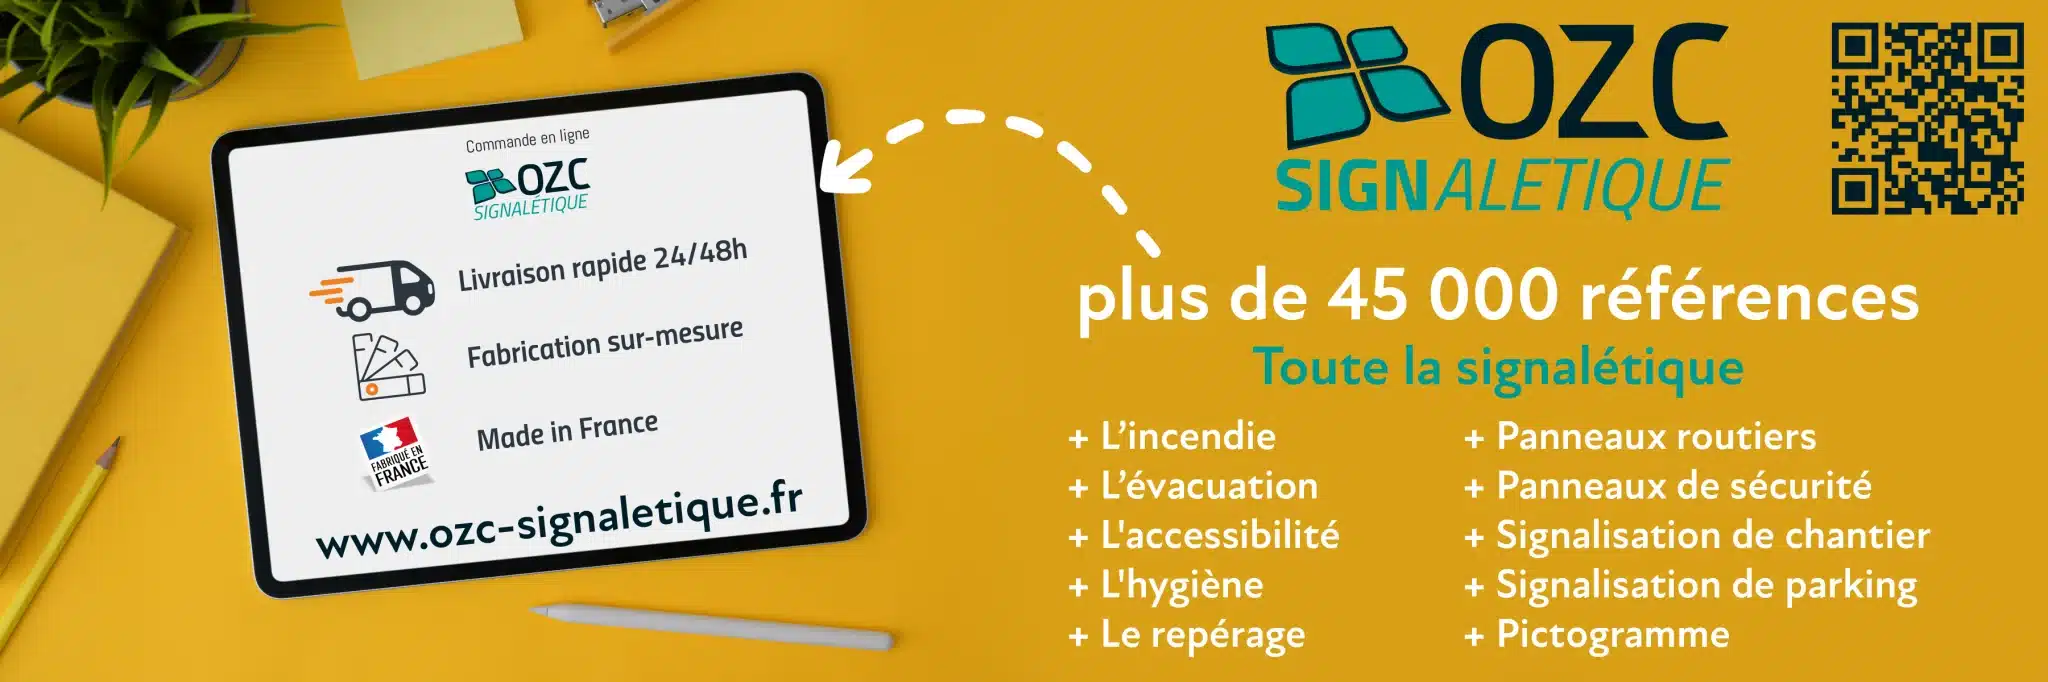 Commande en ligne
OZC
SIGNALÉTIQUE
Livraison rapide 24/48h
Fabrication sur-mesure
FABRIQUÉ EN
FRANCE
Made in France
www.ozc-signaletique.fr
OZC
SIGNALETIQUE
plus de 45 000 références
Toute la signalétique
+ L’incendie
+ L’évacuation
+ L'accessibilité
+ L'hygiène
+ Le repérage
+ Panneaux routiers
+ Panneaux de sécurité
+ Signalisation de chantier
+ Signalisation de parking
+ Pictogramme